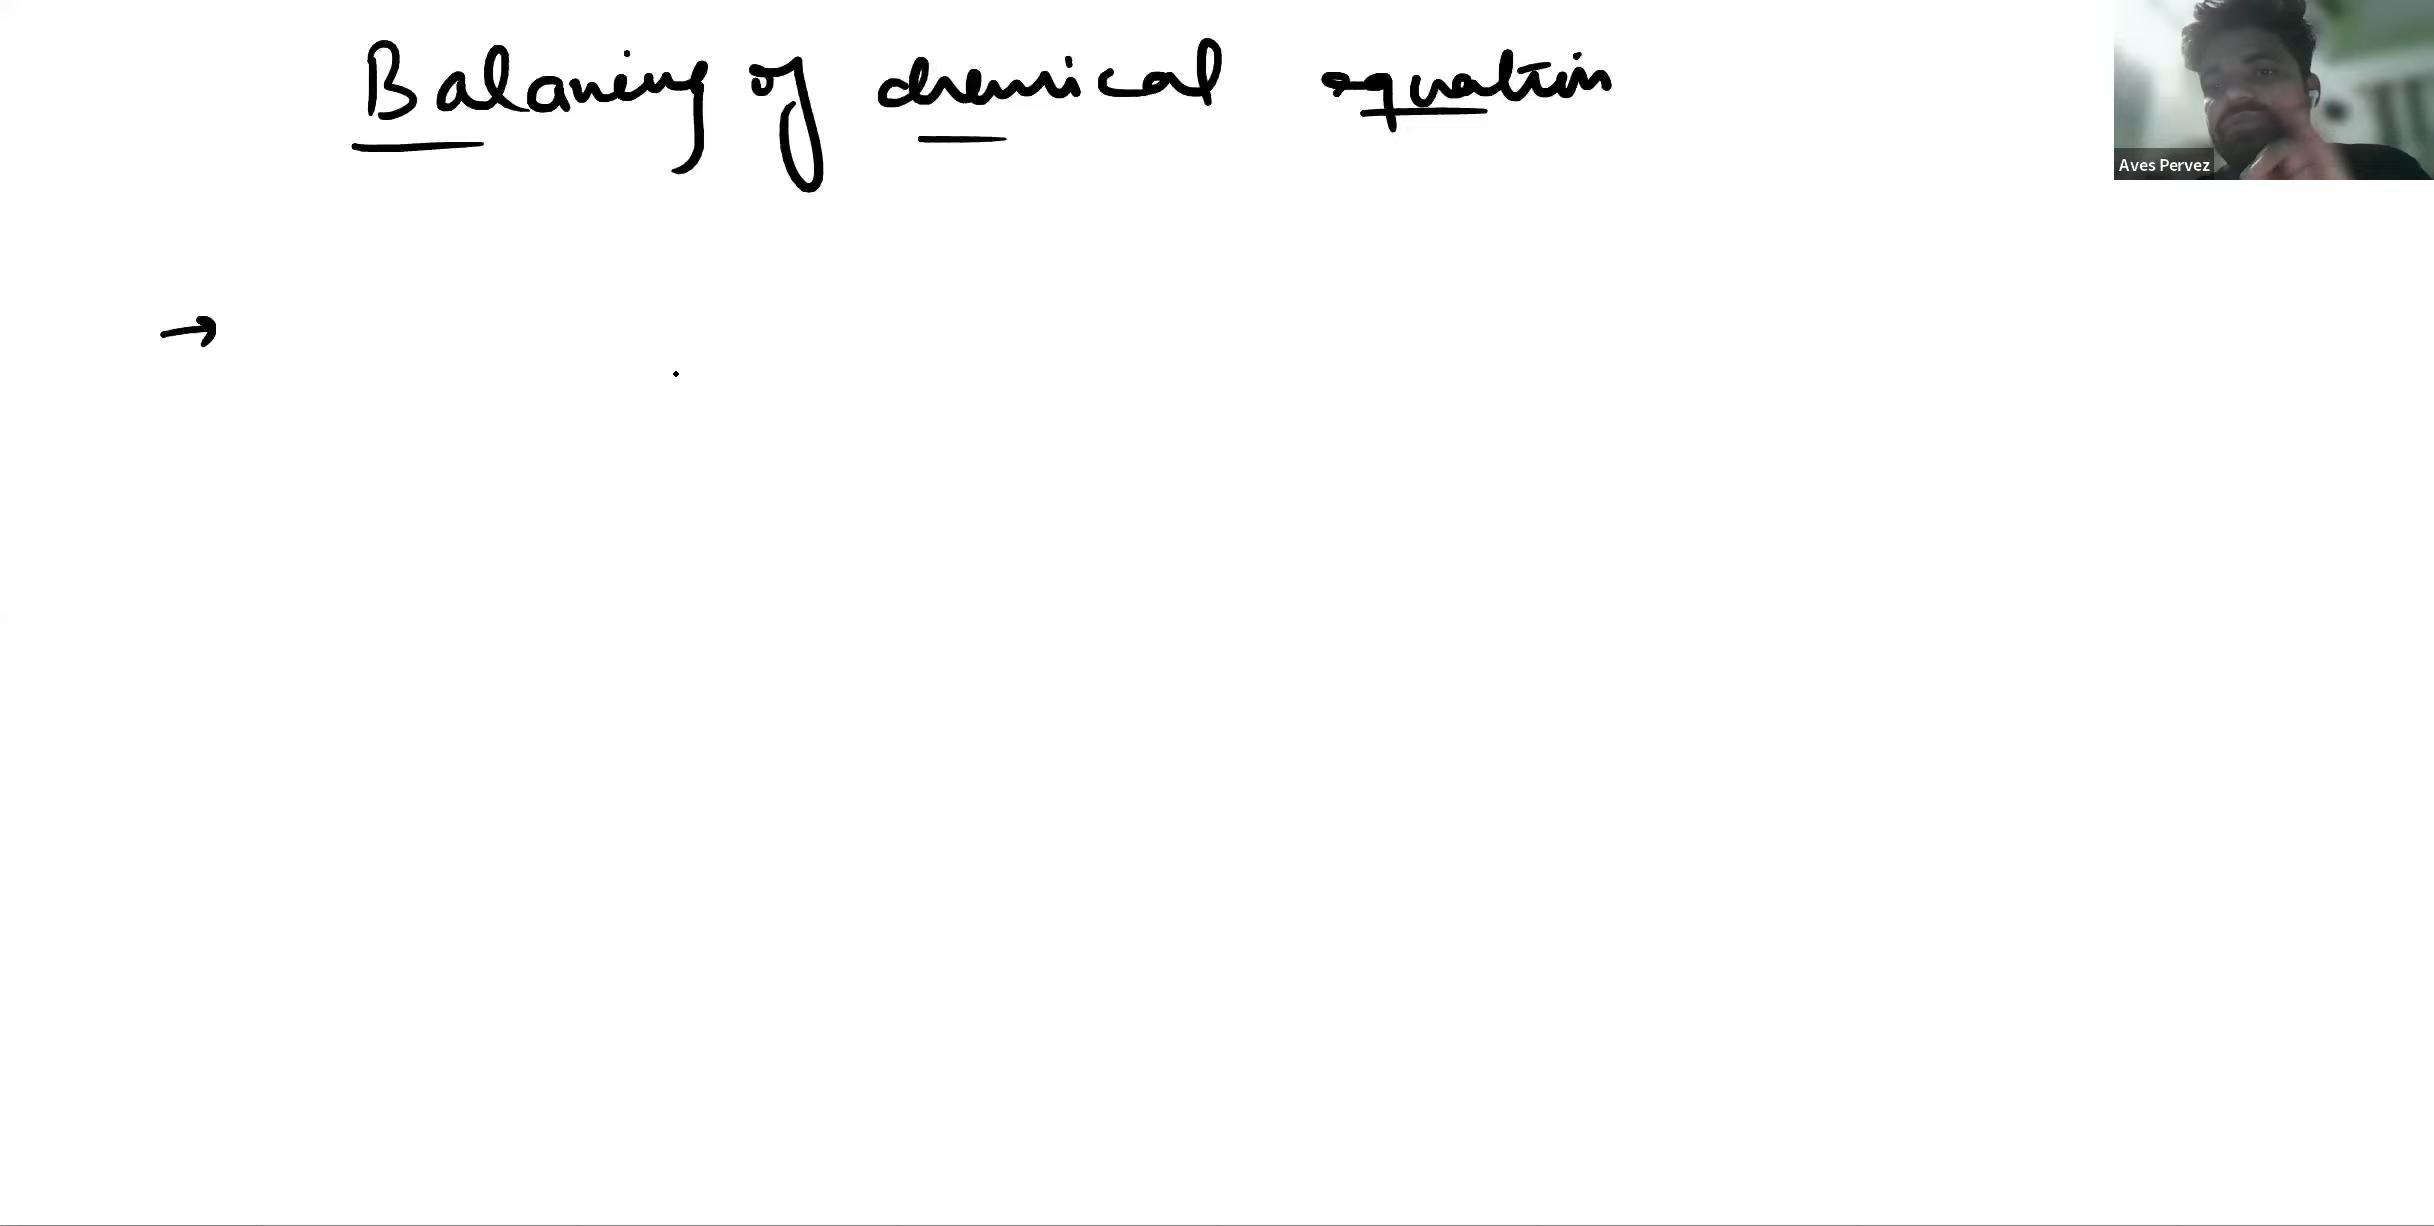 Balancing of chemical equation
Aves Pervez
→